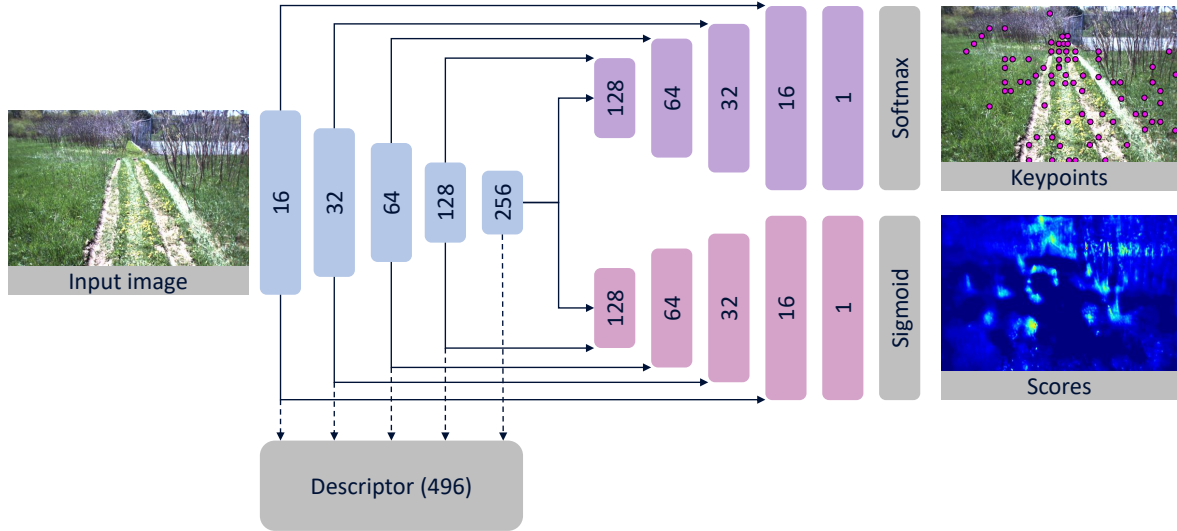 Input image
16
32
64
128
256
128
64
32
16
1
Softmax
Keypoints
128
64
32
16
1
Sigmoid
Scores
Descriptor (496)